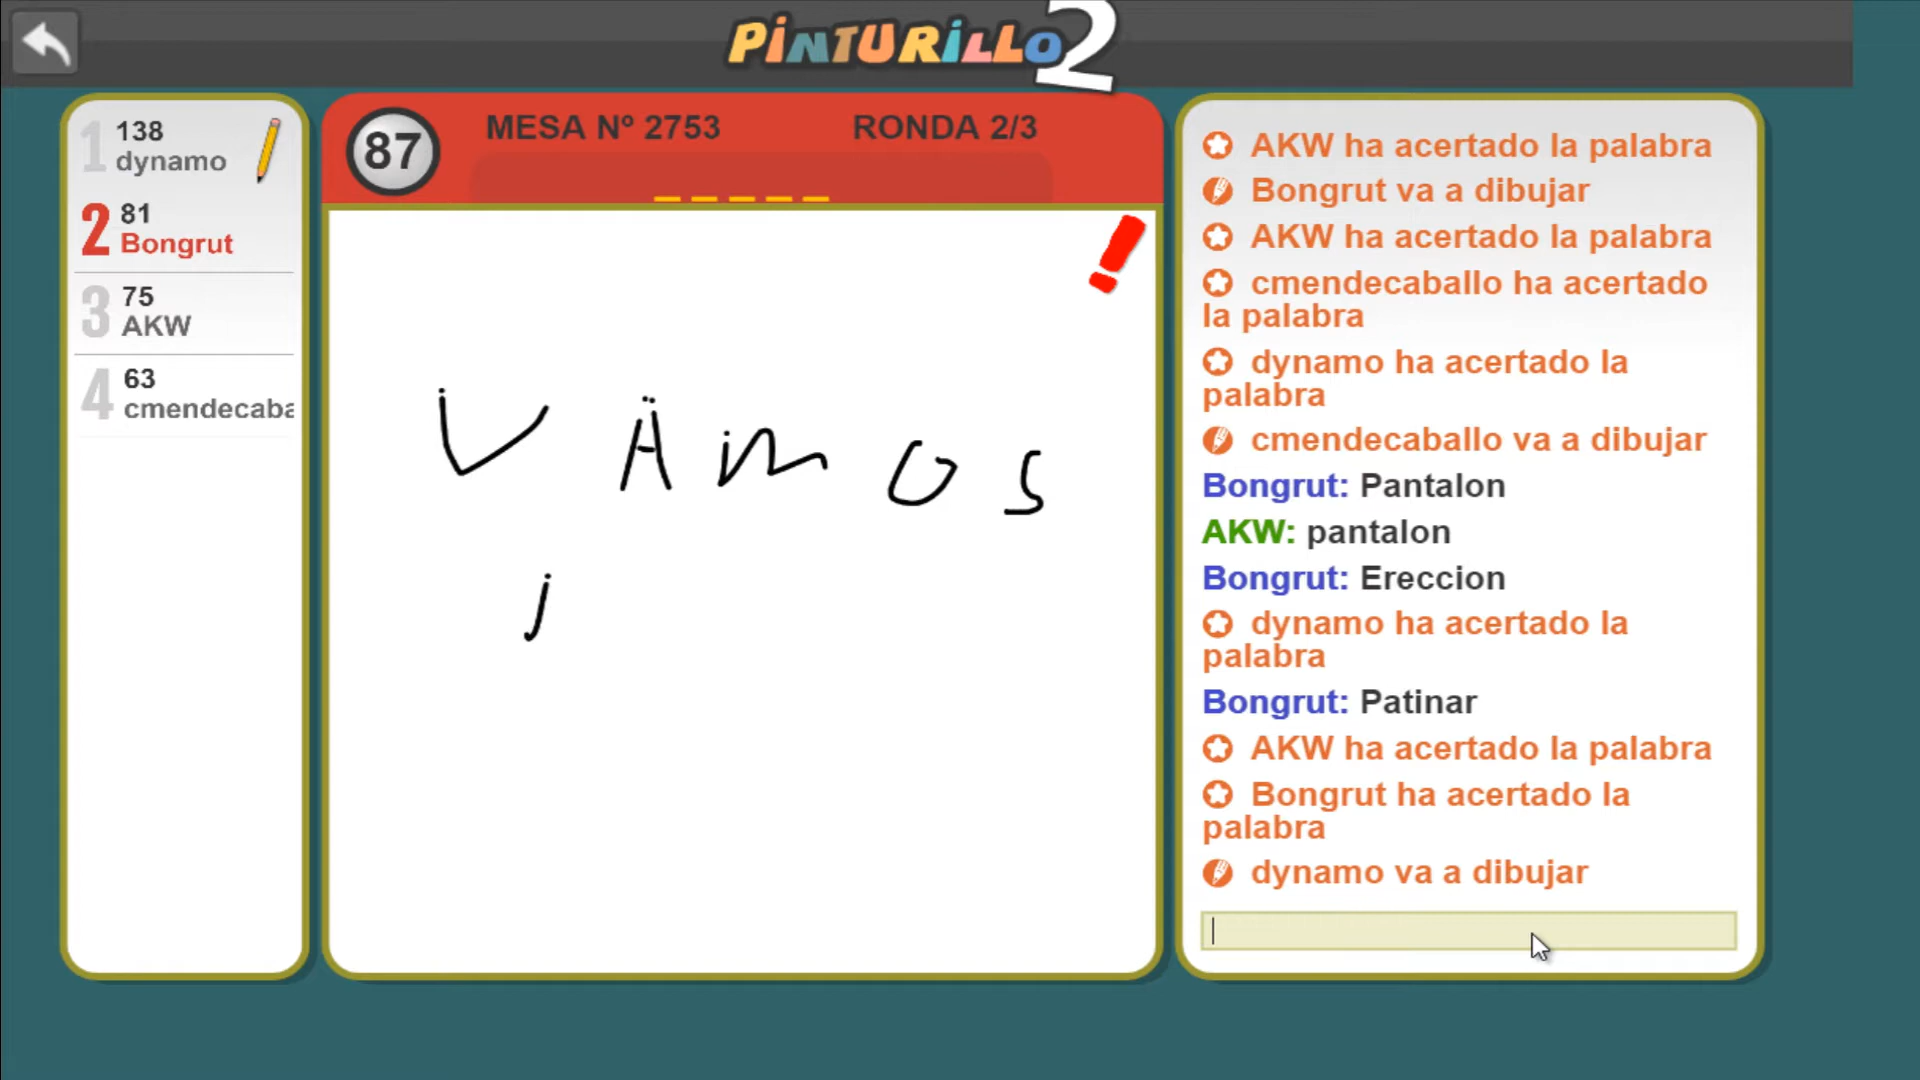 PINTURILLO 2
1 138 dynamo
2 81 Bongrut
3 75 AKW
4 63 cmendecaba
87
MESA Nº 2753
RONDA 2/3
VAmos
j
AKW ha acertado la palabra
Bongrut va a dibujar
AKW ha acertado la palabra
cmendecaballo ha acertado
la palabra
dynamo ha acertado la
palabra
cmendecaballo va a dibujar
Bongrut: Pantalon
AKW: pantalon
Bongrut: Ereccion
dynamo ha acertado la
palabra
Bongrut: Patinar
AKW ha acertado la palabra
Bongrut ha acertado la
palabra
dynamo va a dibujar